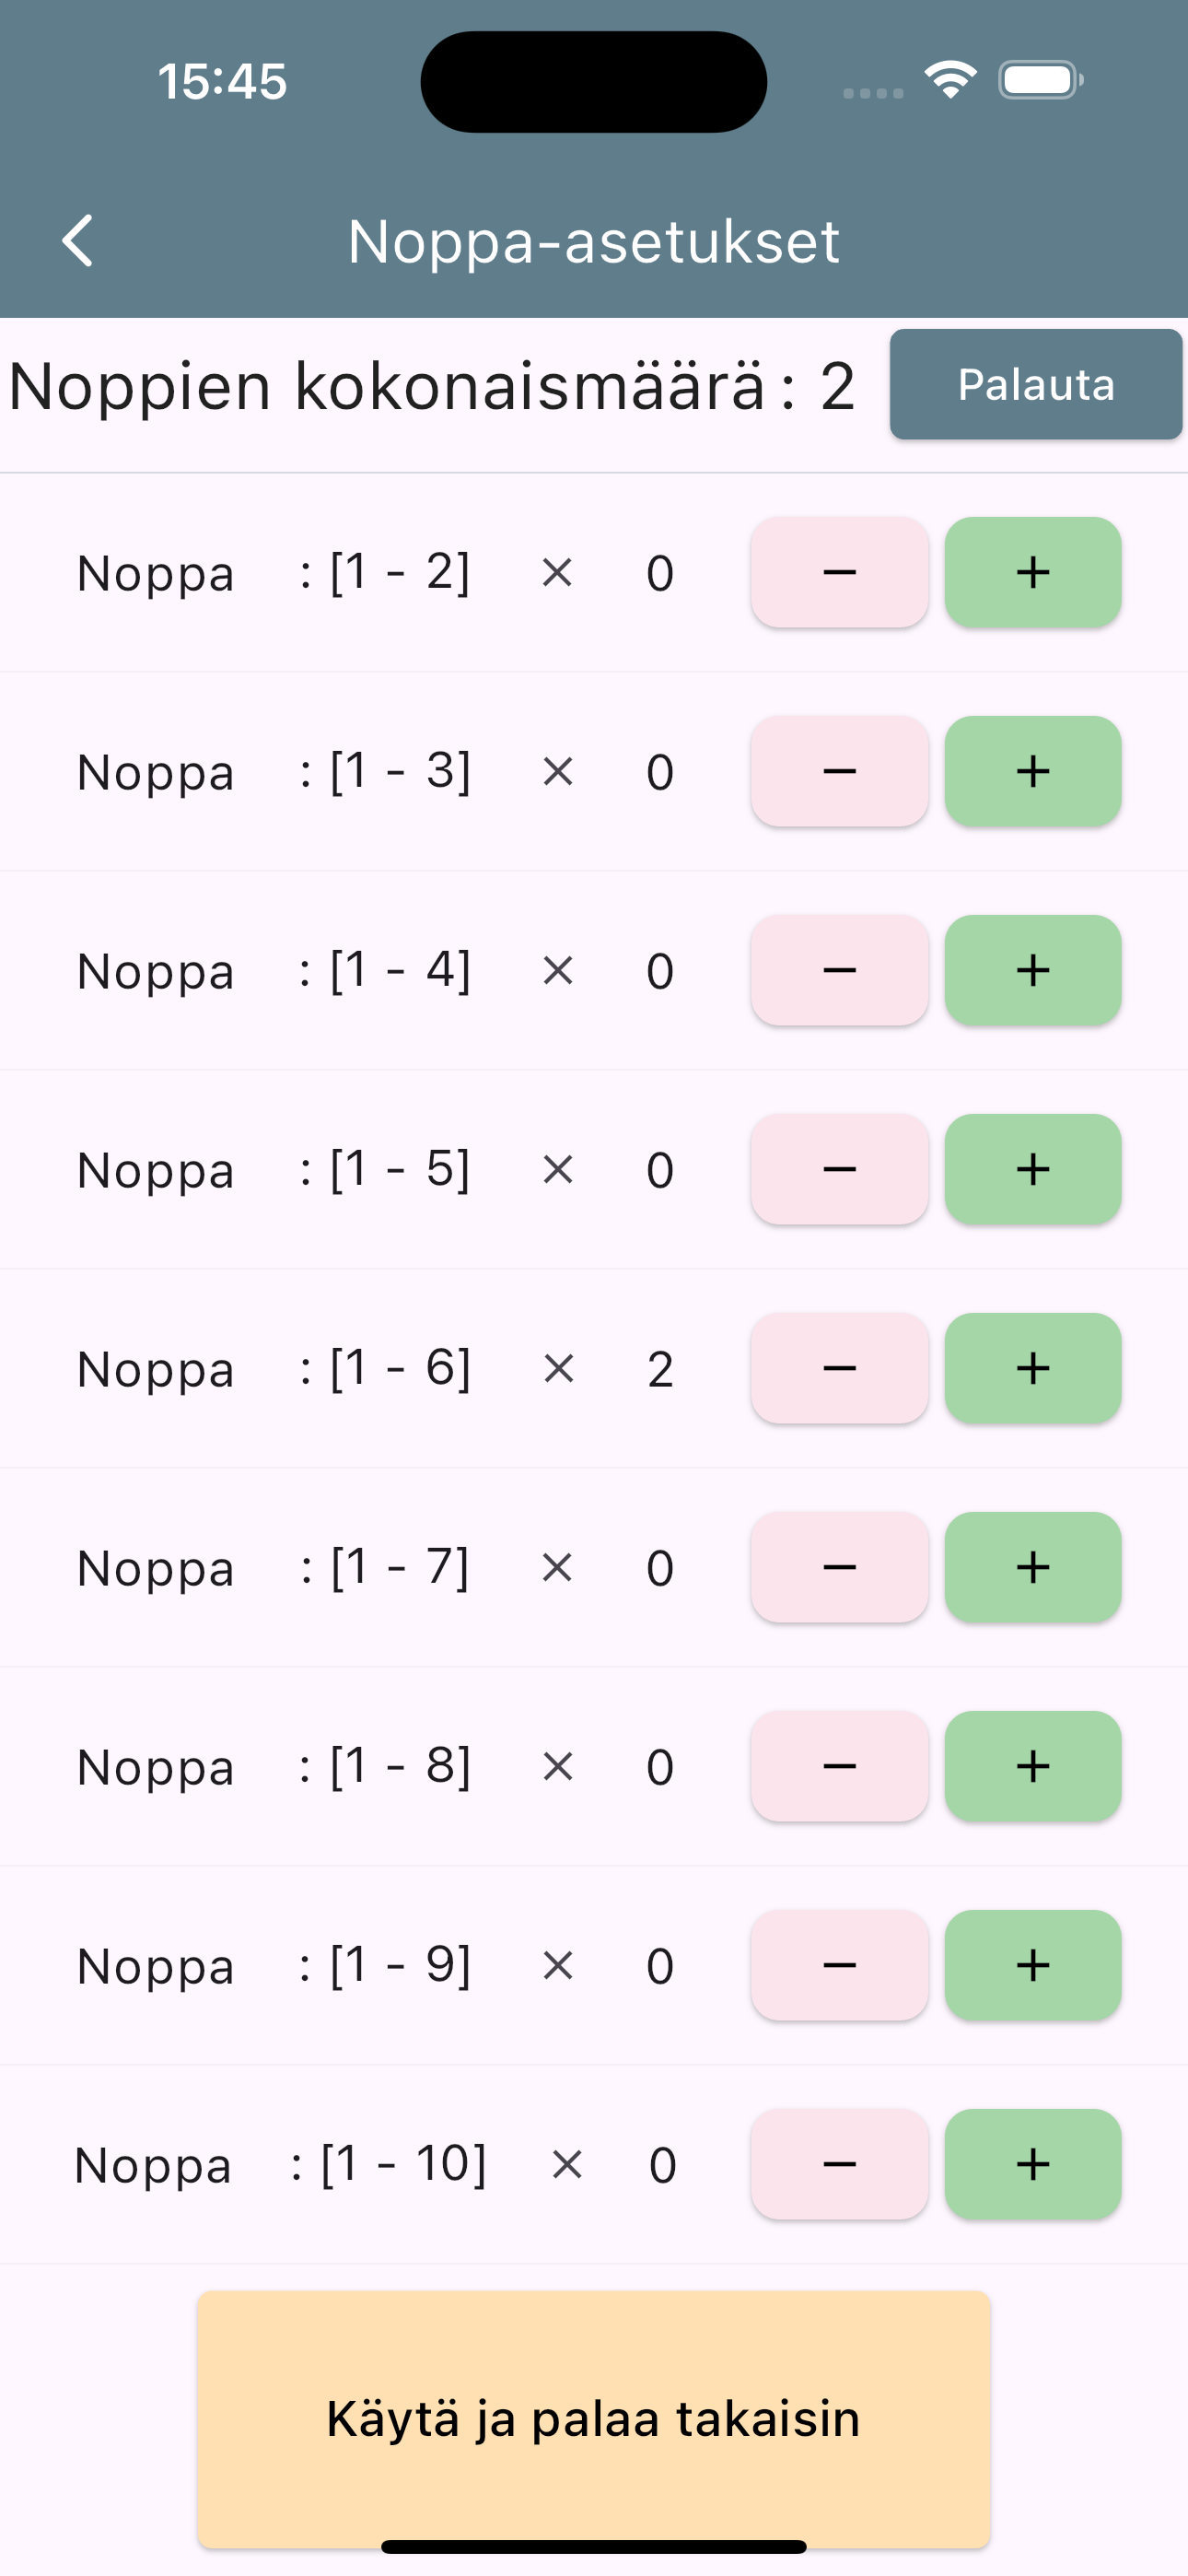 15:45
Noppa-asetukset
Noppien kokonaismäärä : 2 Palauta
Noppa : [1 - 2] × 0 − +
Noppa : [1 - 3] × 0 − +
Noppa : [1 - 4] × 0 − +
Noppa : [1 - 5] × 0 − +
Noppa : [1 - 6] × 2 − +
Noppa : [1 - 7] × 0 − +
Noppa : [1 - 8] × 0 − +
Noppa : [1 - 9] × 0 − +
Noppa : [1 - 10] × 0 − +
Käytä ja palaa takaisin